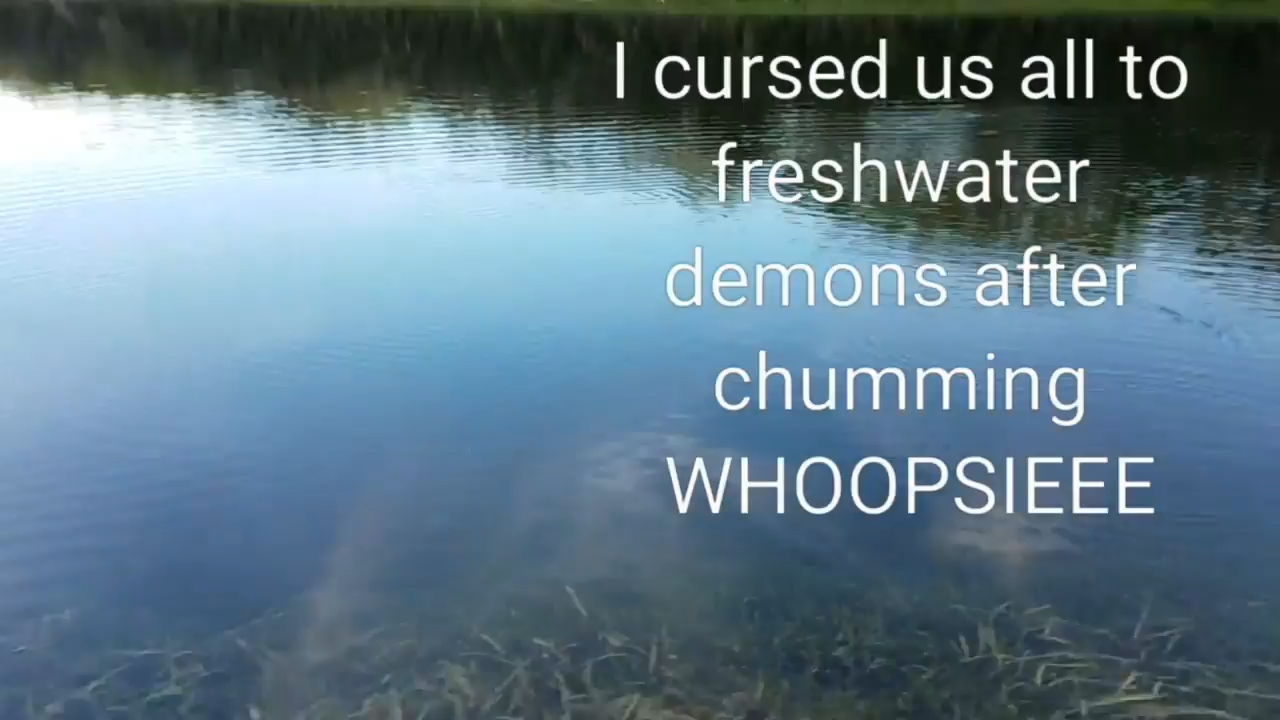 I cursed us all to
freshwater
demons after
chumming
WHOOPSIEEE